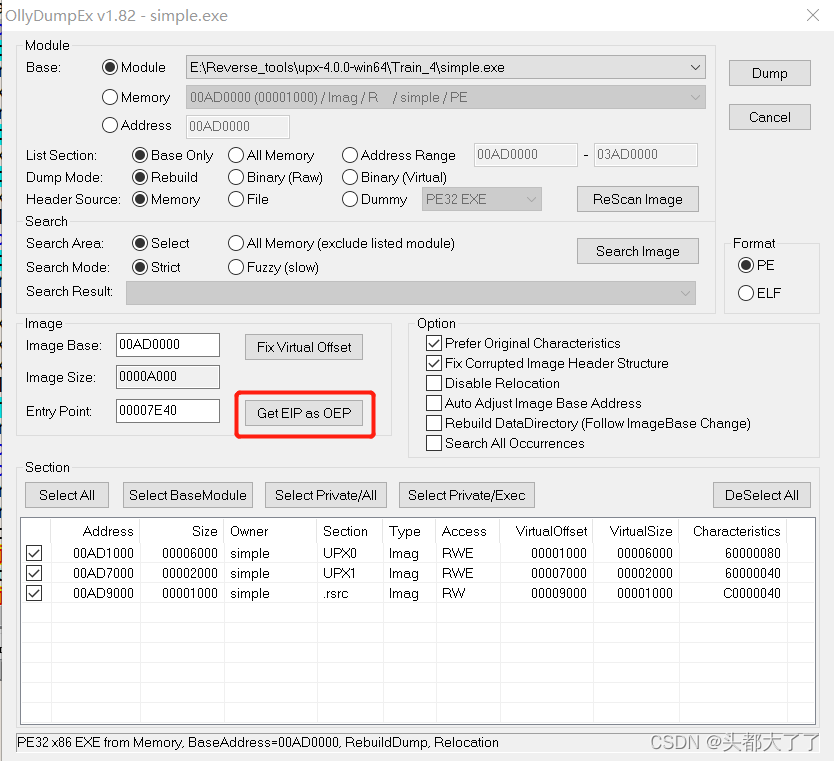 OllyDumpEx v1.82 - simple.exe
Module
Base: Module E:\Reverse_tools\upx-4.0.0-win64\Train_4\simple.exe Dump
Memory 00AD0000 (00001000) / Imag / R / simple / PE
Address 00AD0000 Cancel
List Section: Base Only All Memory Address Range 00AD0000 - 03AD0000
Dump Mode: Rebuild Binary (Raw) Binary (Virtual)
Header Source: Memory File Dummy PE32 EXE ReScan Image
Search
Search Area: Select All Memory (exclude listed module) Search Image
Search Mode: Strict Fuzzy (slow)
Search Result:
Format
PE
ELF
Image
Image Base: 00AD0000 Fix Virtual Offset
Image Size: 0000A000
Entry Point: 00007E40 Get EIP as OEP
Option
Prefer Original Characteristics
Fix Corrupted Image Header Structure
Disable Relocation
Auto Adjust Image Base Address
Rebuild DataDirectory (Follow ImageBase Change)
Search All Occurrences
Section
Select All Select BaseModule Select Private/All Select Private/Exec DeSelect All
Address Size Owner Section Type Access VirtualOffset VirtualSize Characteristics
00AD1000 00006000 simple UPX0 Imag RWE 00001000 00006000 60000080
00AD7000 00002000 simple UPX1 Imag RWE 00007000 00002000 60000040
00AD9000 00001000 simple .rsrc Imag RW 00009000 00001000 C0000040
PE32 x86 EXE from Memory, BaseAddress=00AD0000, RebuildDump, Relocation
CSDN @头都大了了